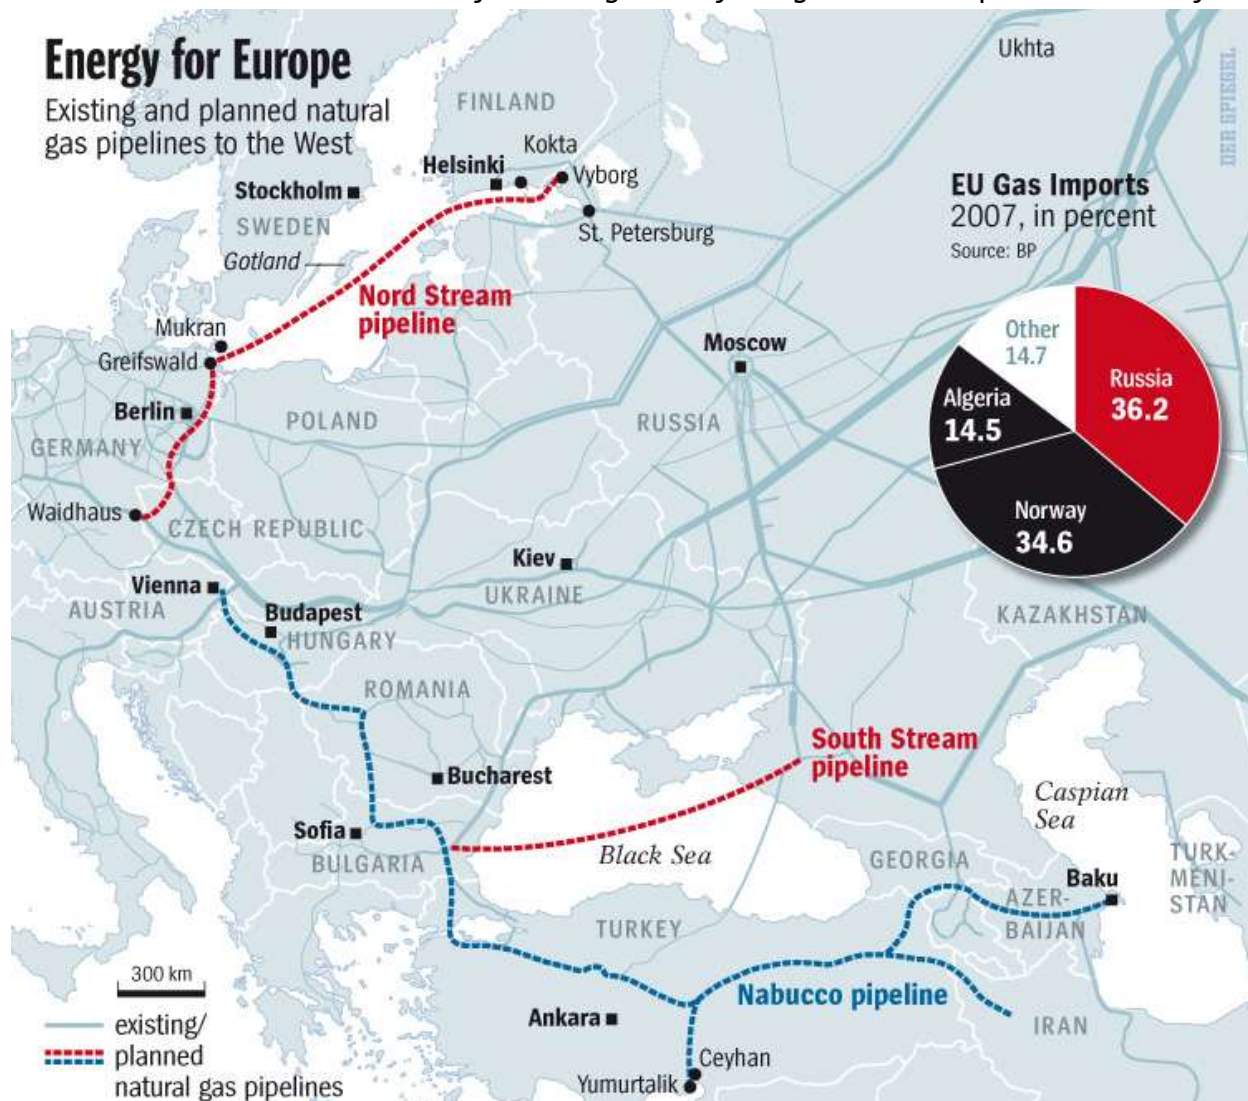 Energy for Europe
Existing and planned natural
gas pipelines to the West
Ukhta
DER SPIEGEL
FINLAND
Kokta
Helsinki
Vyborg
Stockholm
SWEDEN
St. Petersburg
Gotland
EU Gas Imports
2007, in percent
Source: BP
Nord Stream
pipeline
Mukran
Greifswald
Moscow
Other
14.7
Russia
36.2
Algeria
14.5
Norway
34.6
Berlin
POLAND
RUSSIA
GERMANY
Waidhaus
CZECH REPUBLIC
Kiev
UKRAINE
Vienna
AUSTRIA
Budapest
HUNGARY
KAZAKHSTAN
ROMANIA
South Stream
pipeline
Bucharest
Caspian
Sea
Sofia
BULGARIA
Black Sea
GEORGIA
TURK-
MENI-
STAN
Baku
AZER-
BAIJAN
TURKEY
300 km
Nabucco pipeline
Ankara
IRAN
existing/
planned
natural gas pipelines
Ceyhan
Yumurtalik